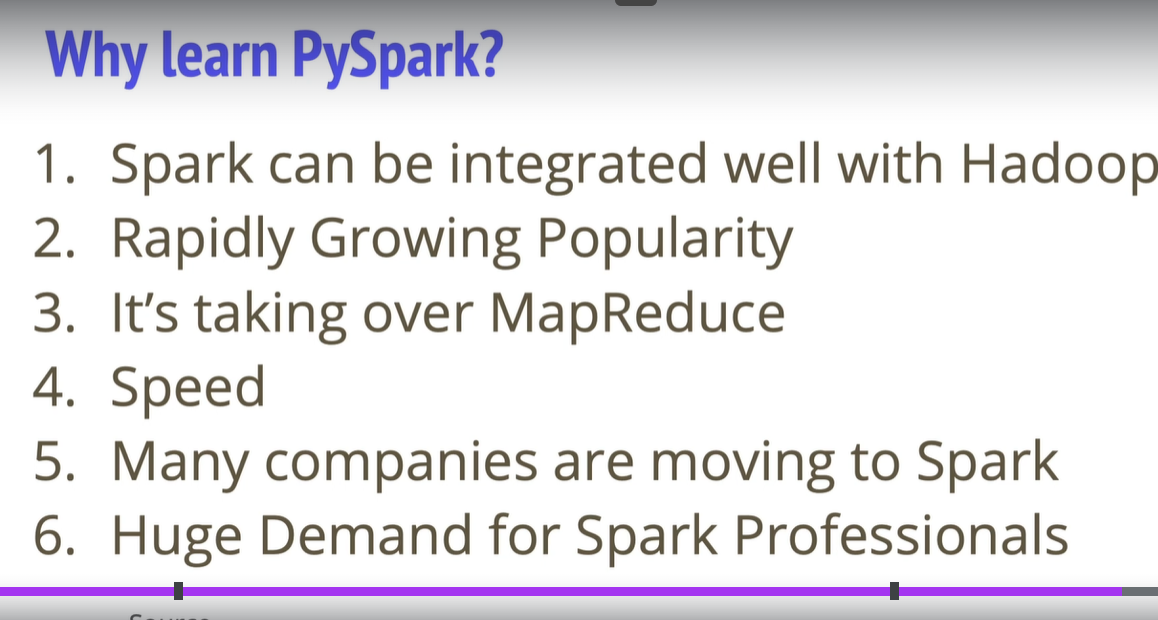 Why learn PySpark?
1. Spark can be integrated well with Hadoop
2. Rapidly Growing Popularity
3. It’s taking over MapReduce
4. Speed
5. Many companies are moving to Spark
6. Huge Demand for Spark Professionals